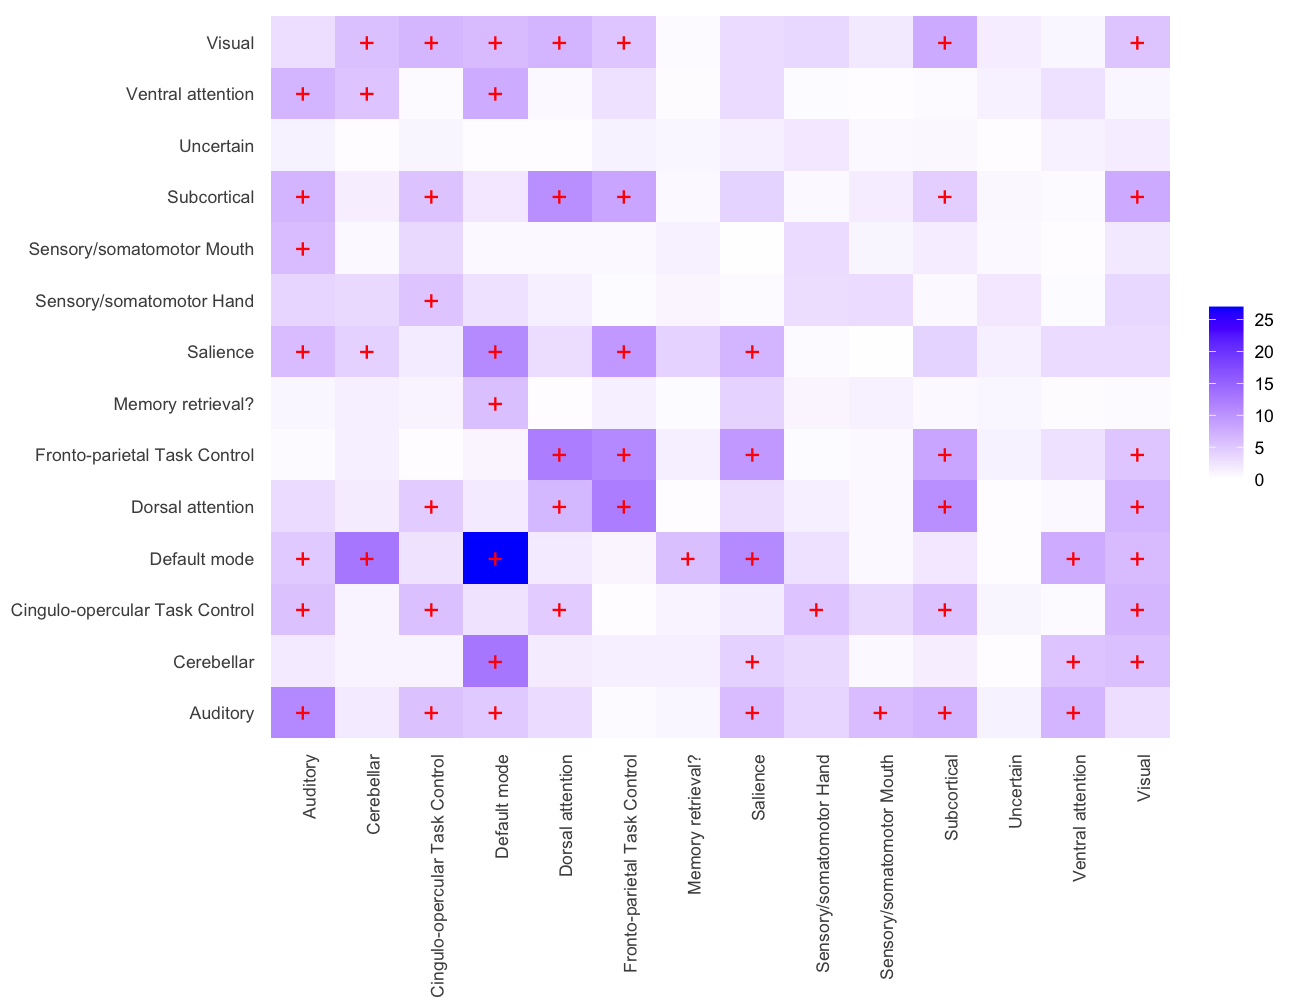 Visual
Ventral attention
Uncertain
Subcortical
Sensory/somatomotor Mouth
Sensory/somatomotor Hand
Salience
Memory retrieval?
Fronto-parietal Task Control
Dorsal attention
Default mode
Cingulo-opercular Task Control
Cerebellar
Auditory
Auditory
Cerebellar
Cingulo-opercular Task Control
Default mode
Dorsal attention
Fronto-parietal Task Control
Memory retrieval?
Salience
Sensory/somatomotor Hand
Sensory/somatomotor Mouth
Subcortical
Uncertain
Ventral attention
Visual
25
20
15
10
5
0